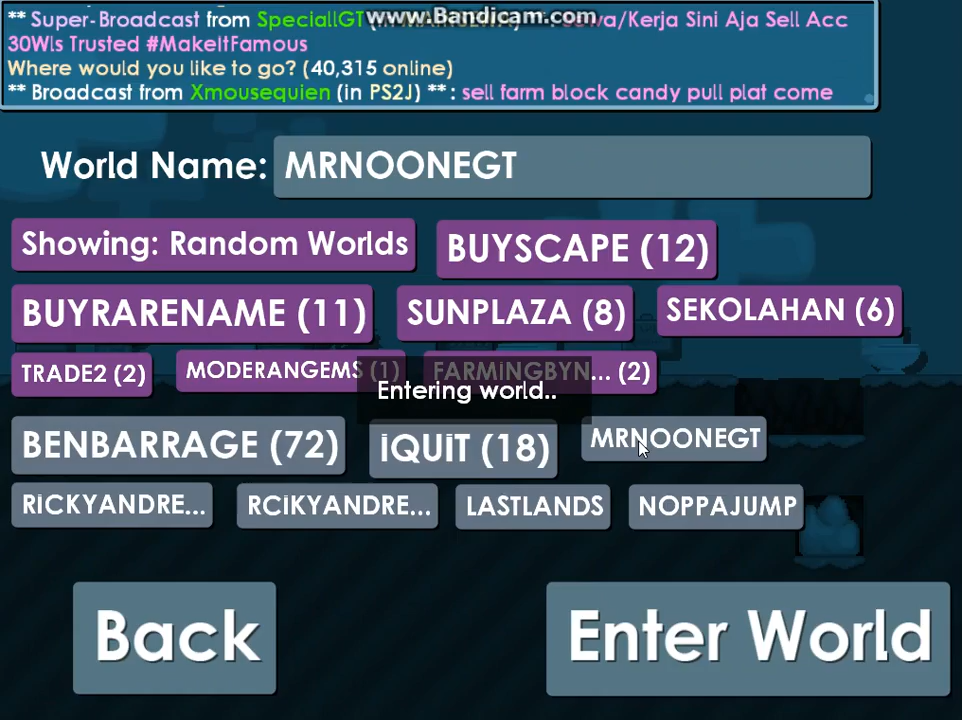 www.Bandicam.com
** Super-Broadcast from SpeciallGT (in wa/Kerja Sini Aja Sell Acc
30Wls Trusted #MakeItFamous
Where would you like to go? (40,315 online)
** Broadcast from Xmousequien (in PS2J) ** : sell farm block candy pull plat come
World Name: MRNOONEGT
Showing: Random Worlds BUYSCAPE (12)
BUYRARENAME (11) SUNPLAZA (8) SEKOLAHAN (6)
TRADE2 (2) MODERANGEMS (1) FARMiNGBYN... (2)
Entering world..
BENBARRAGE (72) iQUiT (18) MRNOONEGT
RiCKYANDRE... RCiKYANDRE... LASTLANDS NOPPAJUMP
Back Enter World